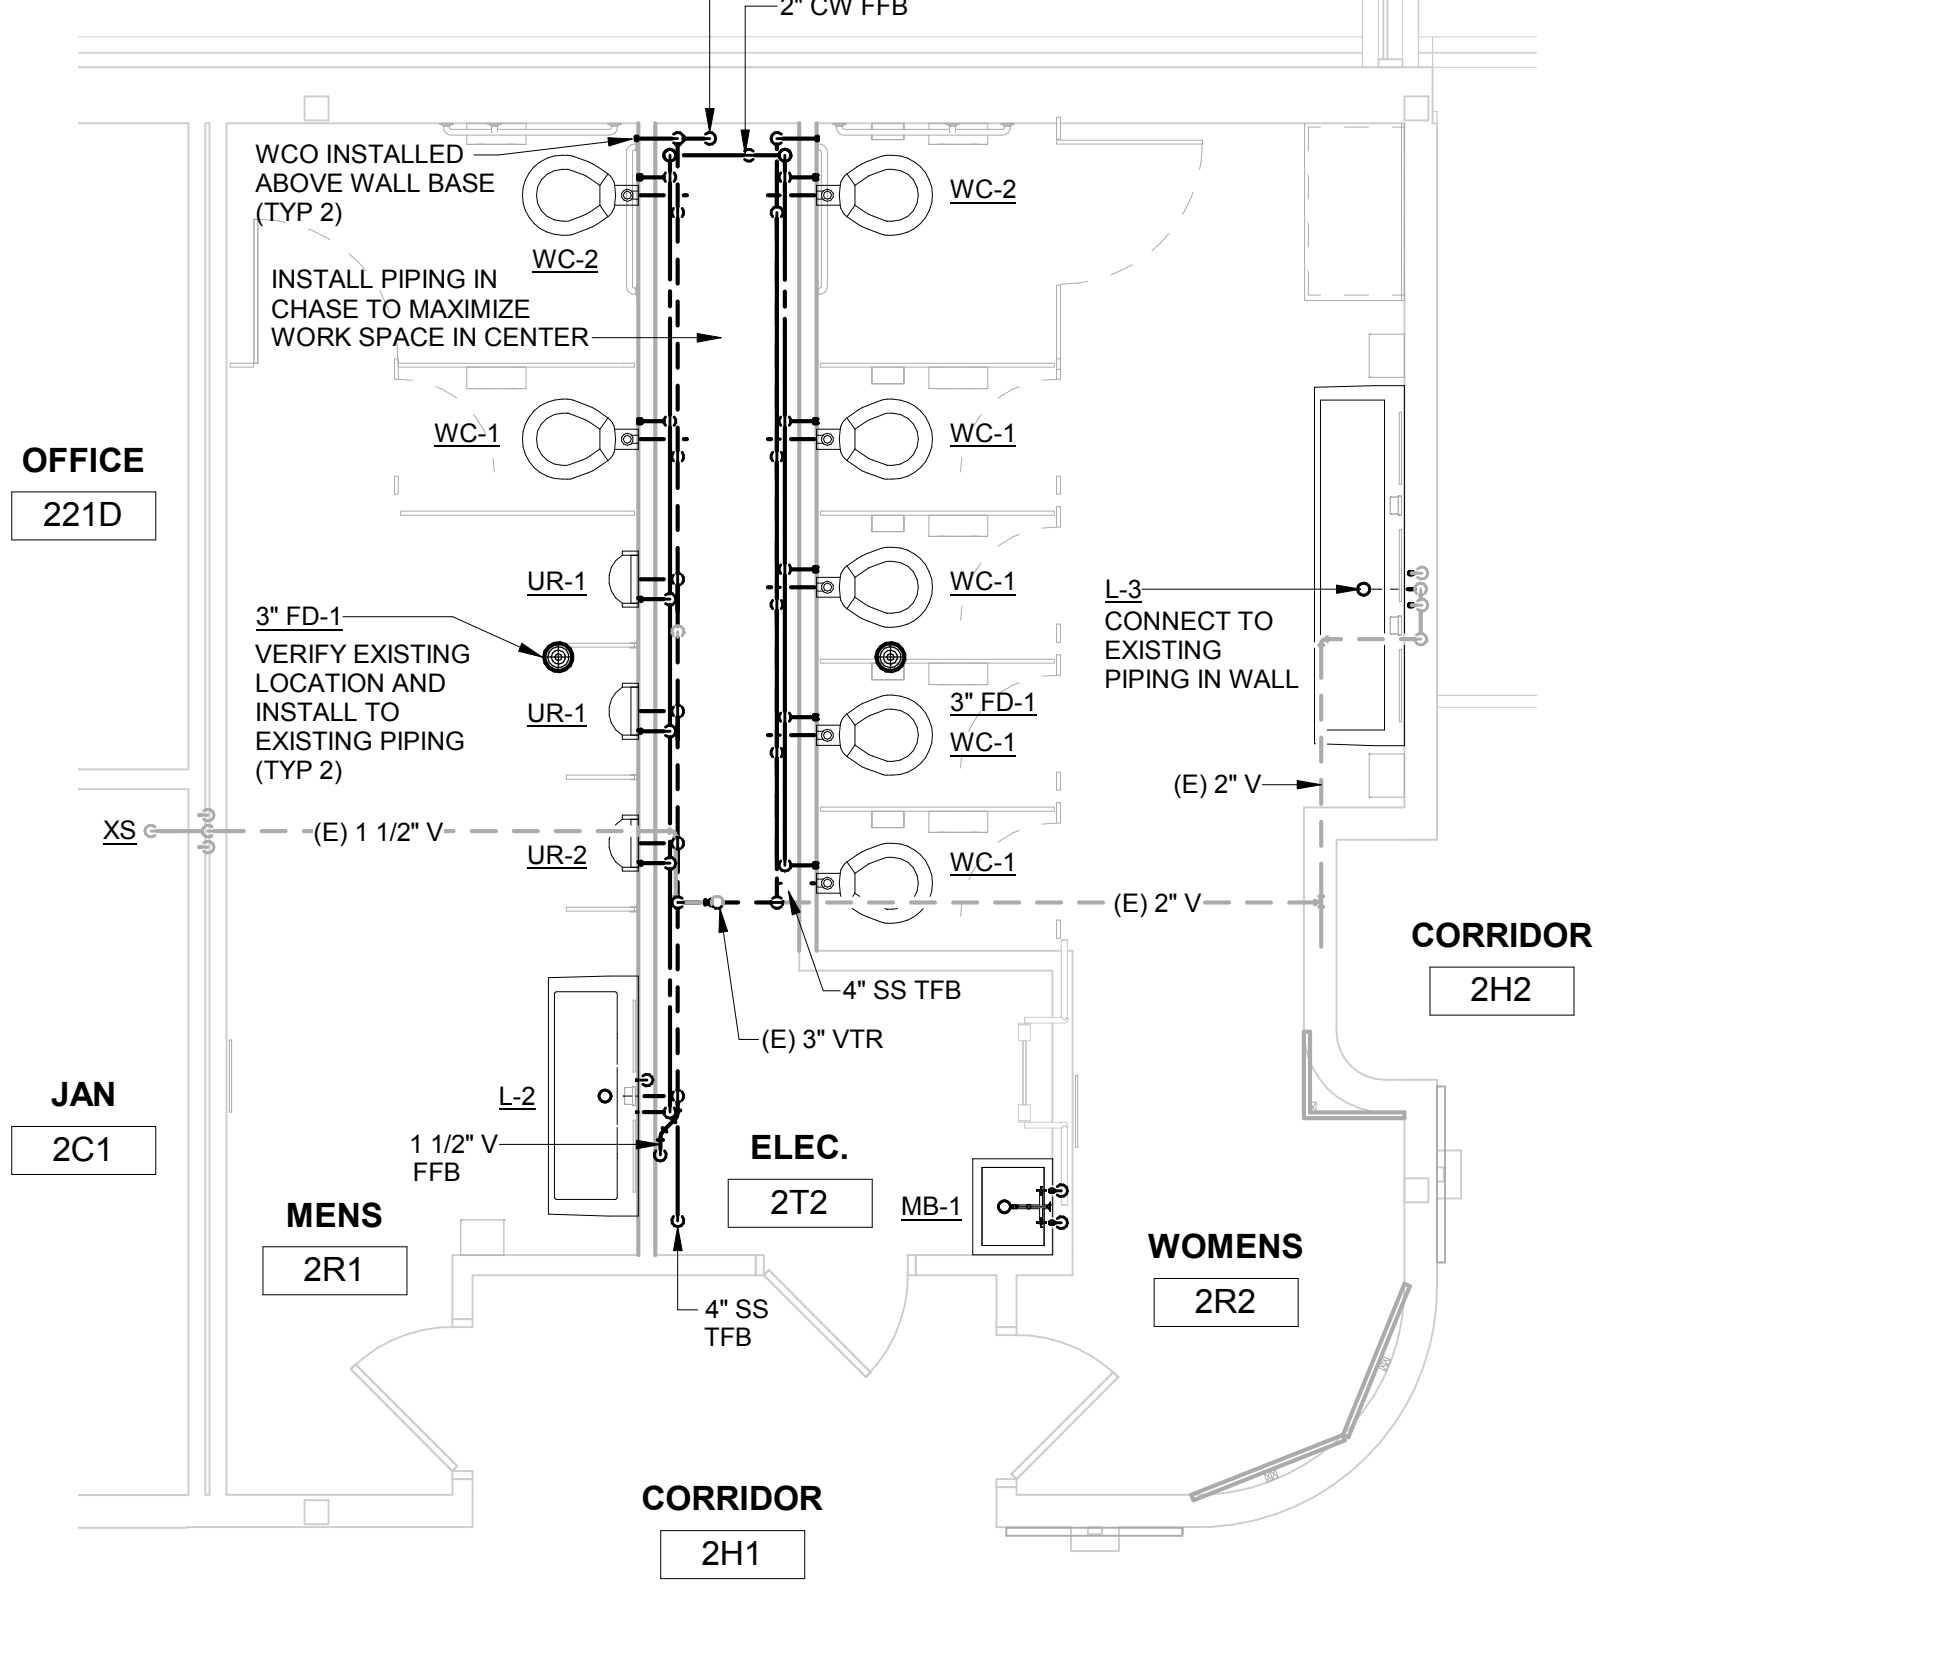 2" CW FFB
WCO INSTALLED
ABOVE WALL BASE
(TYP 2)
WC-2
WC-2
INSTALL PIPING IN
CHASE TO MAXIMIZE
WORK SPACE IN CENTER
WC-1
WC-1
OFFICE
221D
UR-1
WC-1
L-3
CONNECT TO
EXISTING
PIPING IN WALL
3" FD-1
VERIFY EXISTING
LOCATION AND
INSTALL TO
EXISTING PIPING
(TYP 2)
UR-1
3" FD-1
WC-1
(E) 2" V
XS
(E) 1 1/2" V
UR-2
WC-1
(E) 2" V
CORRIDOR
2H2
4" SS TFB
(E) 3" VTR
JAN
2C1
L-2
1 1/2" V
FFB
ELEC.
2T2
MB-1
MENS
2R1
WOMENS
2R2
4" SS
TFB
CORRIDOR
2H1